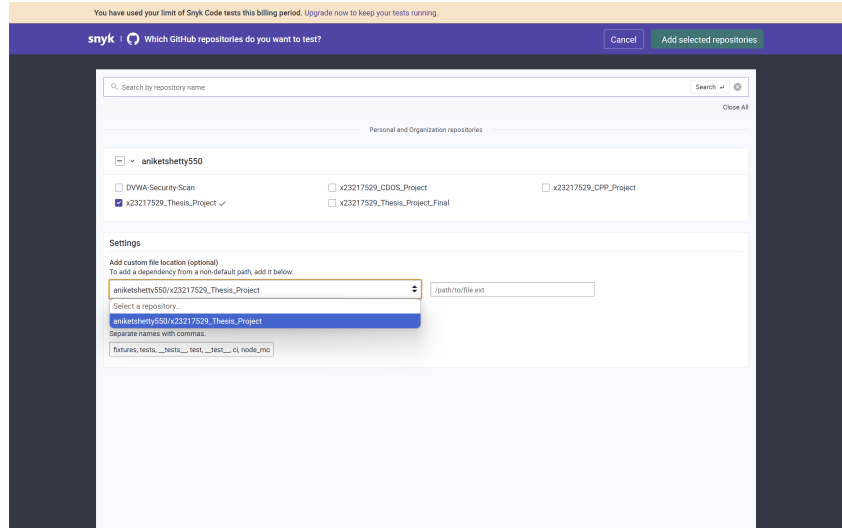 You have used your limit of Snyk Code tests this billing period. Upgrade now to keep your tests running.
snyk Which GitHub repositories do you want to test? Cancel Add selected repositories
Search by repository name Search ↵
Close All
Personal and Organization repositories
aniketshetty550
DVWA-Security-Scan x23217529_CDOS_Project x23217529_CPP_Project
x23217529_Thesis_Project x23217529_Thesis_Project_Final
Settings
Add custom file location (optional)
To add a dependency from a non-default path, add it below:
aniketshetty550/x23217529_Thesis_Project /path/to/file.ext
Select a repository...
aniketshetty550/x23217529_Thesis_Project
Separate names with commas.
fixtures, tests, __tests__, test, __test__, ci, node_mo